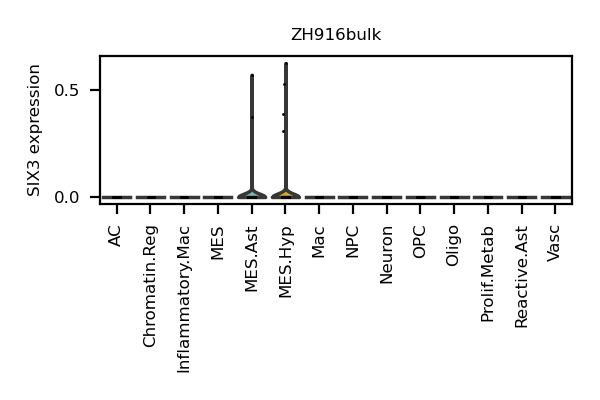 ZH916bulk
SIX3 expression
0.5
0.0
AC
Chromatin.Reg
Inflammatory.Mac
MES
MES.Ast
MES.Hyp
Mac
NPC
Neuron
OPC
Oligo
Prolif.Metab
Reactive.Ast
Vasc